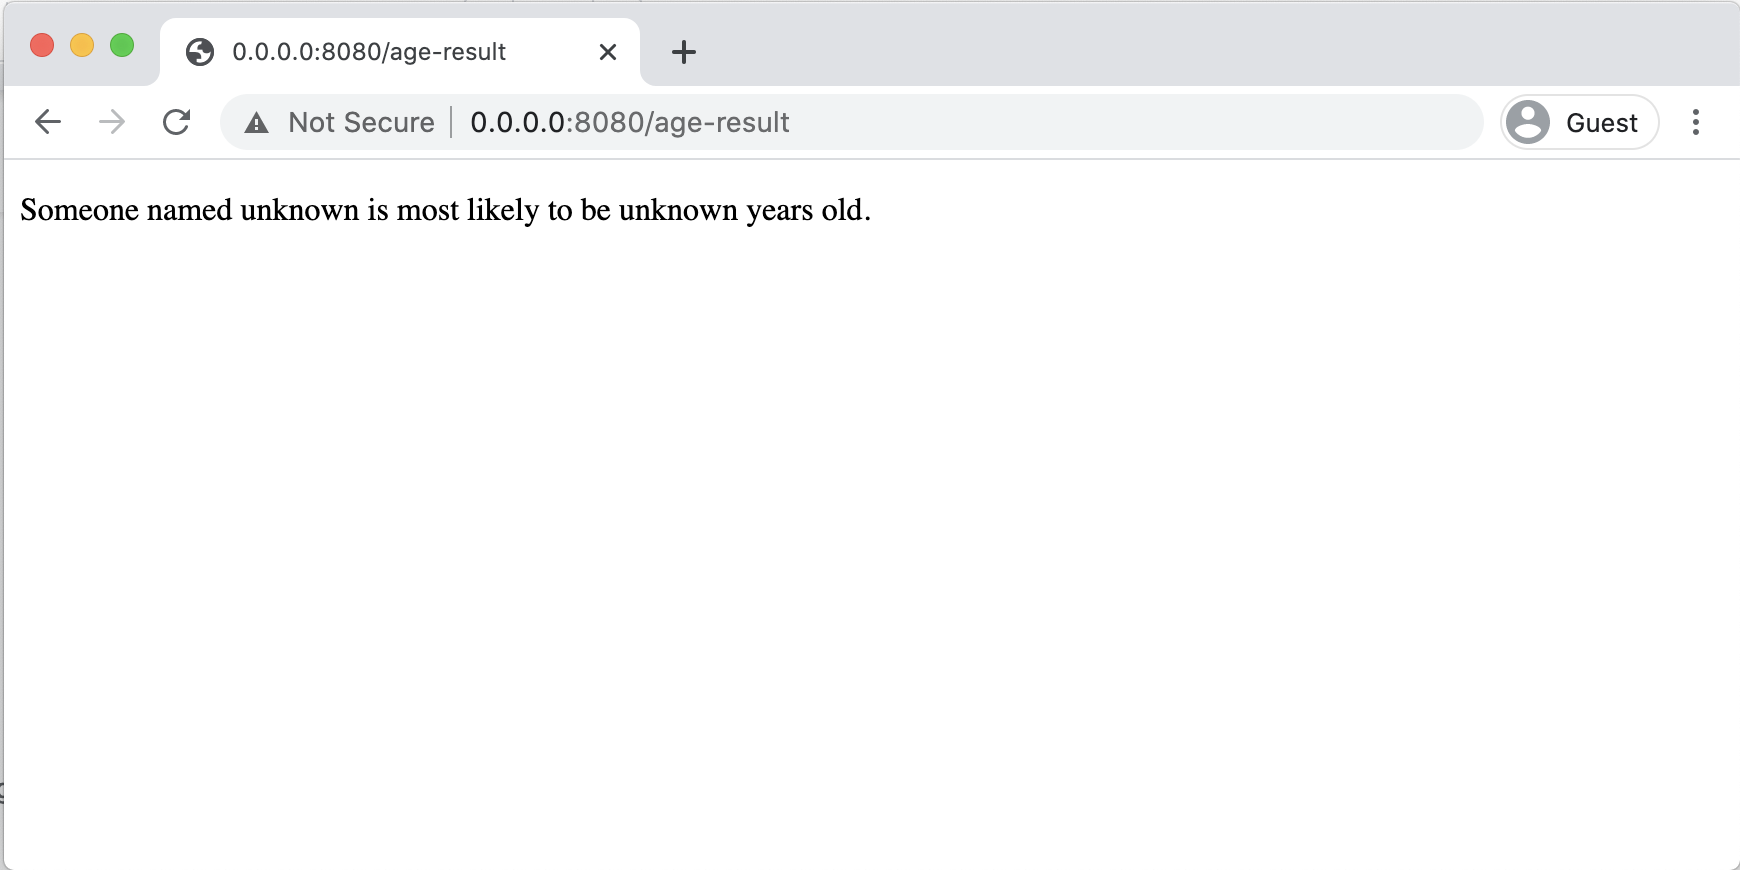 0.0.0.0:8080/age-result
Not Secure | 0.0.0.0:8080/age-result
Guest
Someone named unknown is most likely to be unknown years old.